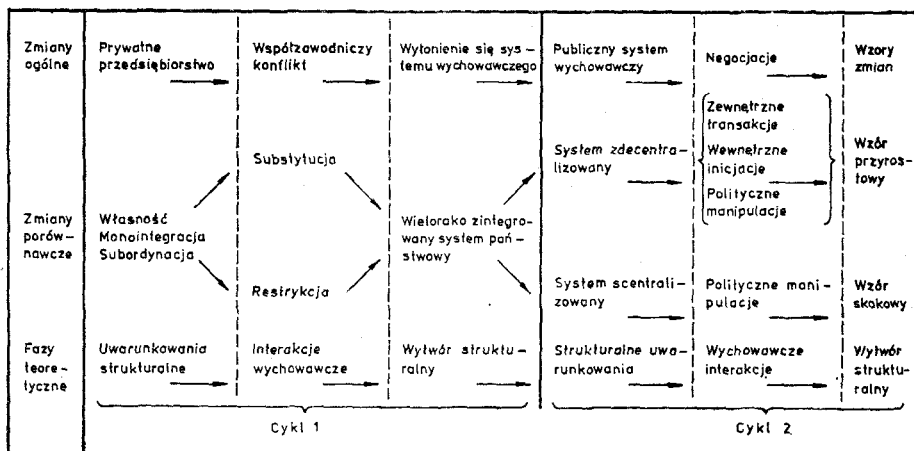 Zmiany
ogólne
Prywatne
przedsiębiorstwo
Współzawodniczy
konflikt
Wyłonienie się sys-
temu wychowawczego
Publiczny system
wychowawczy
Negocjacje
Wzory
zmian
Zmiany
porów-
nawcze
Własność
Monointegracja
Subordynacja
Substytucja
Restrykcja
Wielorako zintegro-
wany system pań-
stwowy
System zdecentra-
lizowany
Zewnętrzne
transakcje
Wewnętrzne
inicjacje
Polityczne
manipulacje
Wzór
przyros-
towy
System scentrali-
zowany
Polityczne mani-
pulacje
Wzór
skokowy
Fazy
teore-
tyczne
Uwarunkowania
strukturalne
Interakcje
wychowawcze
Wytwór struktu-
ralny
Strukturalne uwa-
runkowania
Wychowawcze
interakcje
Wytwór
struktu-
ralny
Cykl 1
Cykl 2